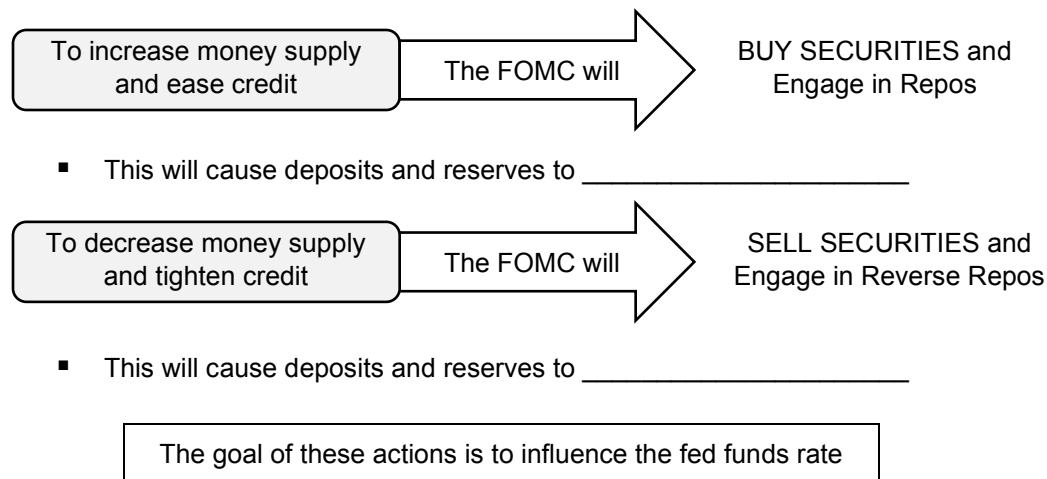 To increase money supply
and ease credit
The FOMC will
BUY SECURITIES and
Engage in Repos
▪ This will cause deposits and reserves to ______________________
To decrease money supply
and tighten credit
The FOMC will
SELL SECURITIES and
Engage in Reverse Repos
▪ This will cause deposits and reserves to ______________________
The goal of these actions is to influence the fed funds rate